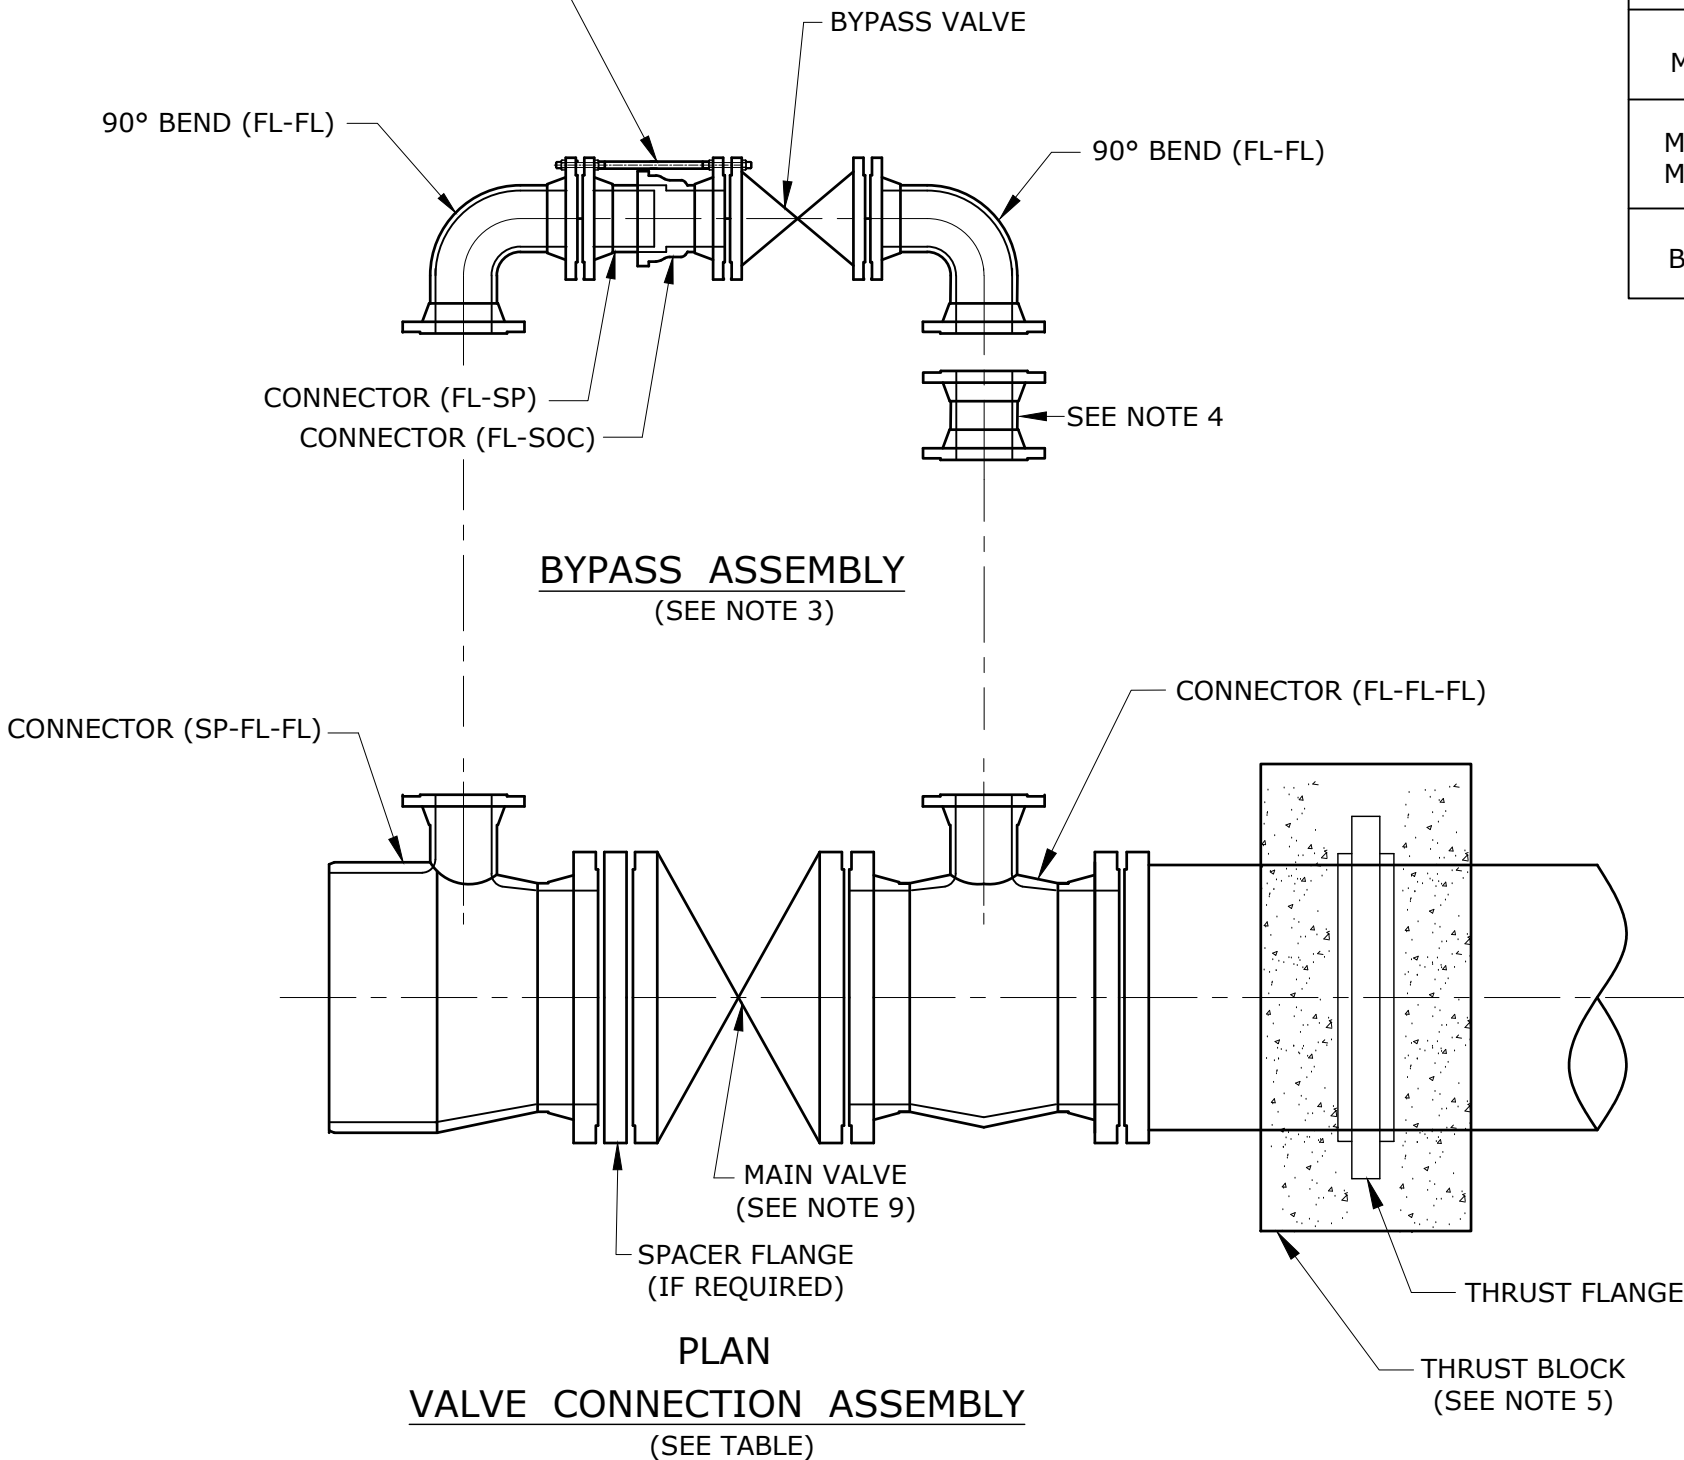 BYPASS VALVE
90° BEND (FL-FL)
90° BEND (FL-FL)
CONNECTOR (FL-SP)
CONNECTOR (FL-SOC)
SEE NOTE 4
BYPASS ASSEMBLY
(SEE NOTE 3)
CONNECTOR (FL-FL-FL)
CONNECTOR (SP-FL-FL)
MAIN VALVE
(SEE NOTE 9)
SPACER FLANGE
(IF REQUIRED)
THRUST FLANGE
THRUST BLOCK
(SEE NOTE 5)
PLAN
VALVE CONNECTION ASSEMBLY
(SEE TABLE)